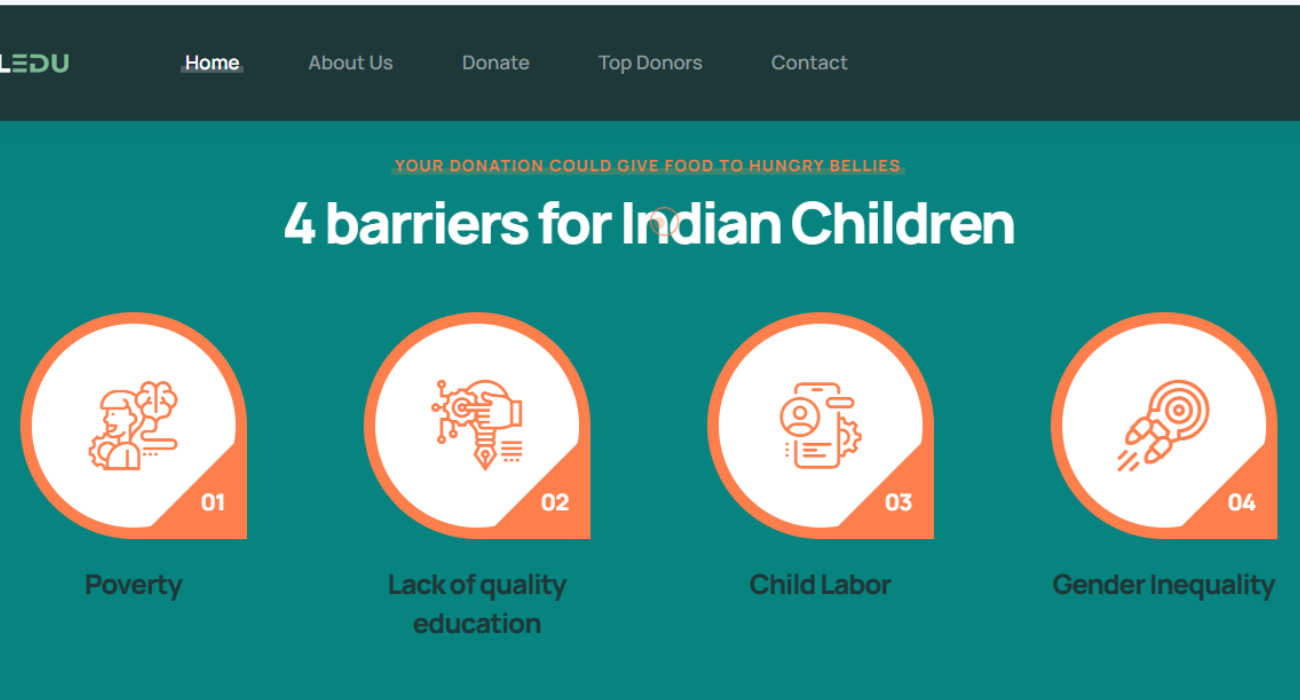 LEDU
Home About Us Donate Top Donors Contact
YOUR DONATION COULD GIVE FOOD TO HUNGRY BELLIES
4 barriers for Indian Children
01 02 03 04
Poverty Lack of quality Child Labor Gender Inequality
education